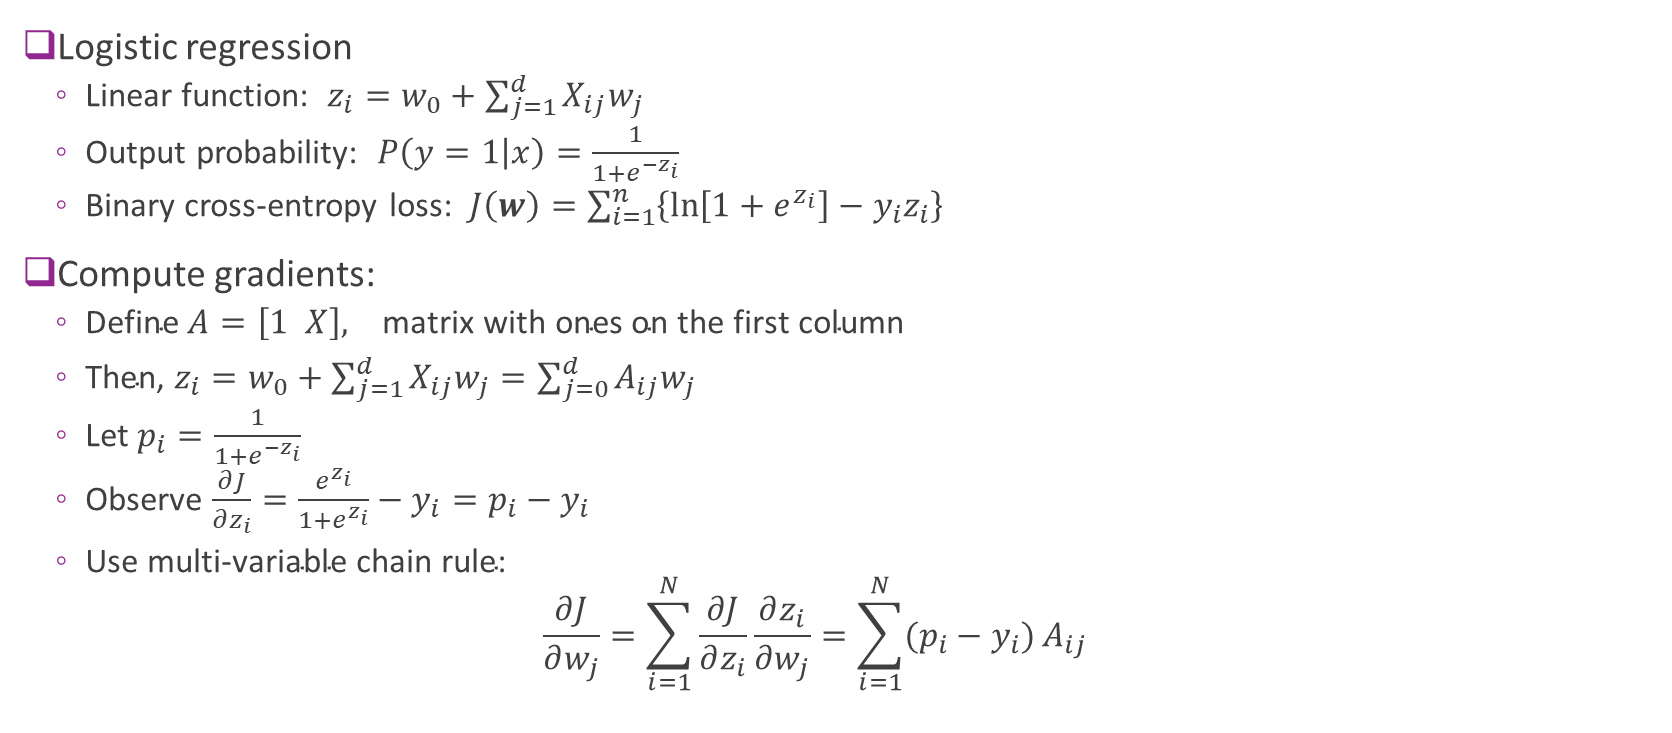 ❑Logistic regression
◦ Linear function: $z_i = w_0 + \sum_{j=1}^{d} X_{ij} w_j$
◦ Output probability: $P(y = 1|x) = \frac{1}{1+e^{-z_i}}$
◦ Binary cross-entropy loss: $J(\boldsymbol{w}) = \sum_{i=1}^{n} \{\ln[1 + e^{z_i}] - y_i z_i\}$
❑Compute gradients:
◦ Define $A = [1 \;\; X]$, matrix with ones on the first column
◦ Then, $z_i = w_0 + \sum_{j=1}^{d} X_{ij} w_j = \sum_{j=0}^{d} A_{ij} w_j$
◦ Let $p_i = \frac{1}{1+e^{-z_i}}$
◦ Observe $\frac{\partial J}{\partial z_i} = \frac{e^{z_i}}{1+e^{z_i}} - y_i = p_i - y_i$
◦ Use multi-variable chain rule:
$\frac{\partial J}{\partial w_j} = \sum_{i=1}^{N} \frac{\partial J}{\partial z_i} \frac{\partial z_i}{\partial w_j} = \sum_{i=1}^{N} (p_i - y_i) A_{ij}$